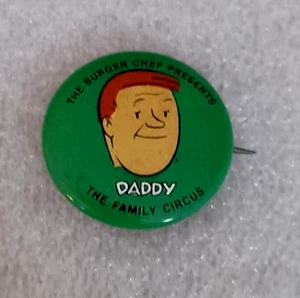 THE BURGER CHEF PRESENTS
DADDY
THE FAMILY CIRCUS